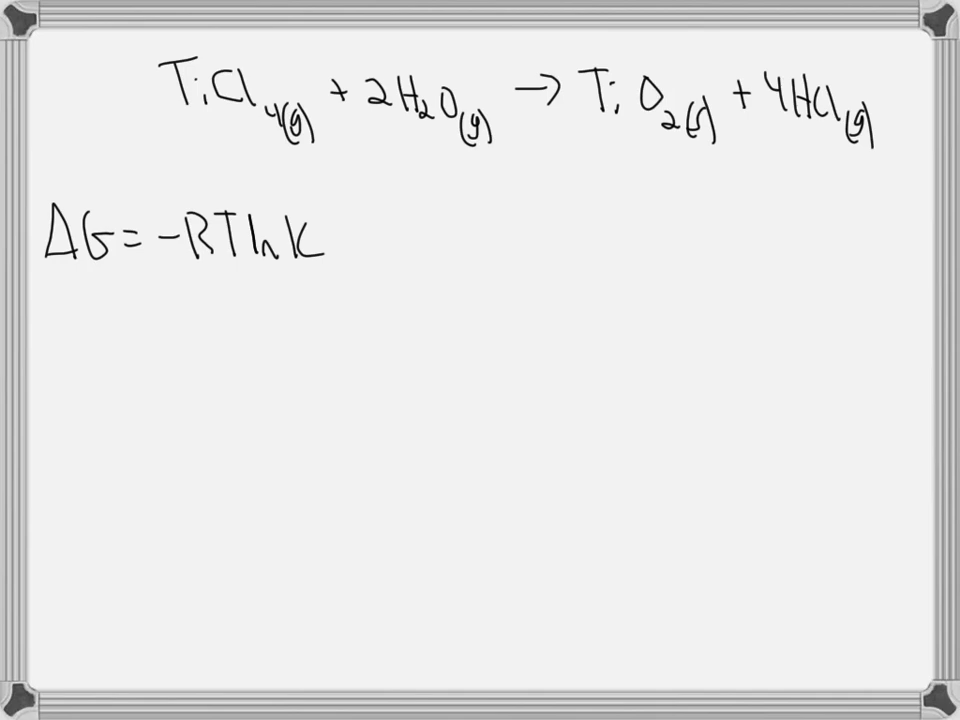 TiCl₄(g) + 2H₂O(g) → TiO₂(s) + 4HCl(g)
ΔG = -RT ln K